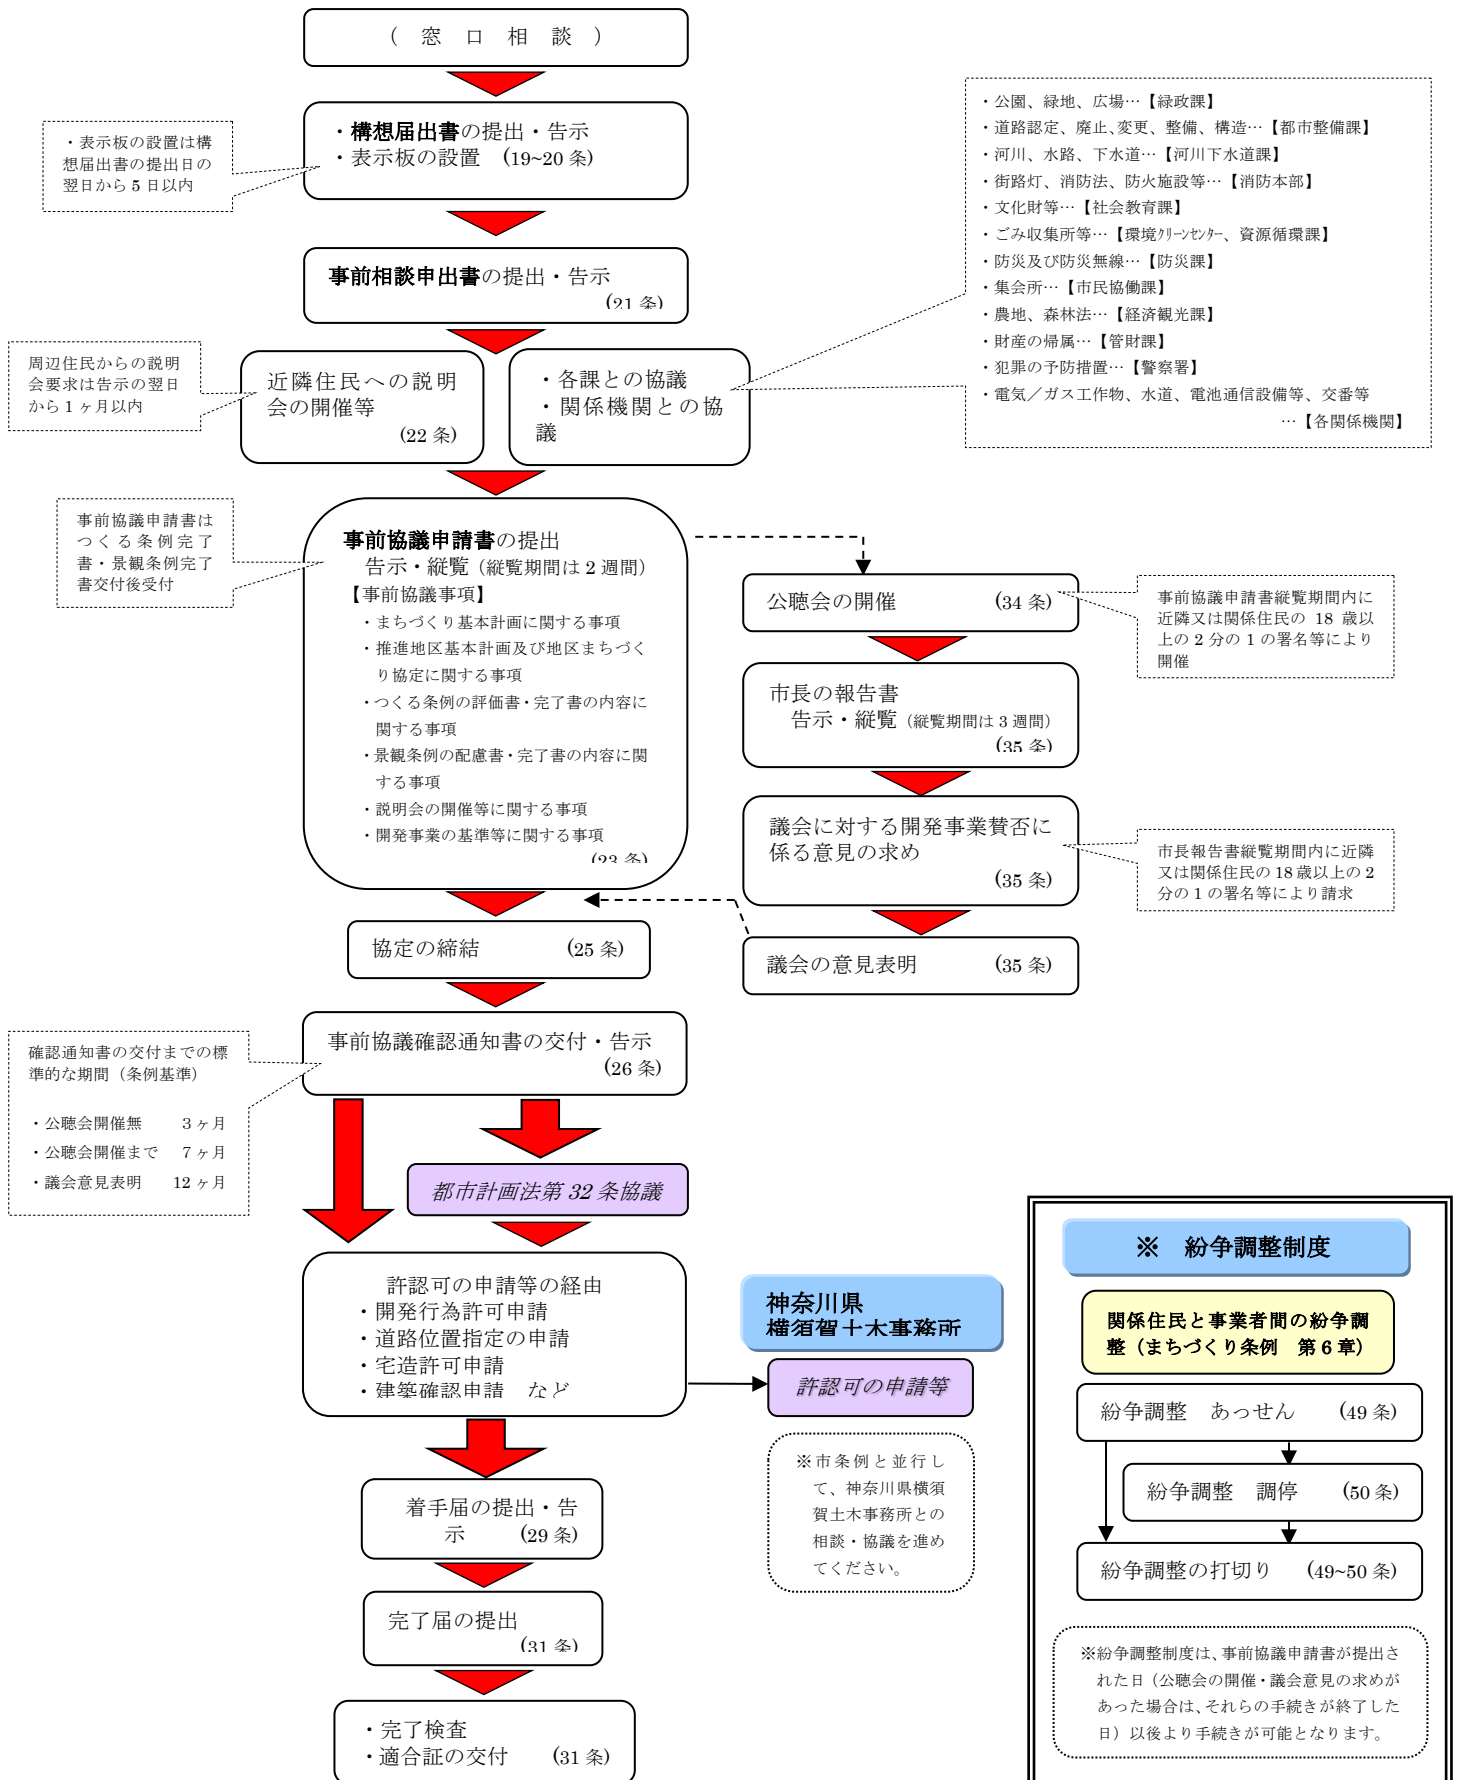 （　窓　口　相　談　）
・構想届出書の提出・告示
・表示板の設置　(19~20 条)
・表示板の設置は構
想届出書の提出日の
翌日から 5 日以内
事前相談申出書の提出・告示
(21 条)
・公園、緑地、広場…【緑政課】
・道路認定、廃止、変更、整備、構造…【都市整備課】
・河川、水路、下水道…【河川下水道課】
・街路灯、消防法、防火施設等…【消防本部】
・文化財等…【社会教育課】
・ごみ収集所等…【環境ｸﾘｰﾝｾﾝﾀｰ、資源循環課】
・防災及び防災無線…【防災課】
・集会所…【市民協働課】
・農地、森林法…【経済観光課】
・財産の帰属…【管財課】
・犯罪の予防措置…【警察署】
・電気／ガス工作物、水道、電池通信設備等、交番等
…【各関係機関】
周辺住民からの説明
会要求は告示の翌日
から 1 ヶ月以内
近隣住民への説明
会の開催等
(22 条)
・各課との協議
・関係機関との協
議
事前協議申請書は
つくる条例完了
書・景観条例完了
書交付後受付
事前協議申請書の提出
告示・縦覧（縦覧期間は 2 週間）
【事前協議事項】
・まちづくり基本計画に関する事項
・推進地区基本計画及び地区まちづく
り協定に関する事項
・つくる条例の評価書・完了書の内容に
関する事項
・景観条例の配慮書・完了書の内容に関
する事項
・説明会の開催等に関する事項
・開発事業の基準等に関する事項
(23 条)
公聴会の開催　(34 条)
事前協議申請書縦覧期間内に
近隣又は関係住民の 18 歳以
上の 2 分の 1 の署名等により
開催
市長の報告書
告示・縦覧（縦覧期間は 3 週間）
(35 条)
議会に対する開発事業賛否に
係る意見の求め
(35 条)
市長報告書縦覧期間内に近隣
又は関係住民の 18 歳以上の 2
分の 1 の署名等により請求
議会の意見表明　(35 条)
協定の締結　(25 条)
事前協議確認通知書の交付・告示
(26 条)
確認通知書の交付までの標
準的な期間（条例基準）
・公聴会開催無　3 ヶ月
・公聴会開催まで　7 ヶ月
・議会意見表明　12 ヶ月
都市計画法第 32 条協議
許認可の申請等の経由
・開発行為許可申請
・道路位置指定の申請
・宅造許可申請
・建築確認申請　など
神奈川県
横須賀土木事務所
許認可の申請等
※市条例と並行し
て、神奈川県横須
賀土木事務所との
相談・協議を進め
てください。
着手届の提出・告
示　(29 条)
完了届の提出
(31 条)
・完了検査
・適合証の交付　(31 条)
※　紛争調整制度
関係住民と事業者間の紛争調
整（まちづくり条例　第 6 章）
紛争調整　あっせん　(49 条)
紛争調整　調停　(50 条)
紛争調整の打切り　(49~50 条)
※紛争調整制度は、事前協議申請書が提出さ
れた日（公聴会の開催・議会意見の求めが
あった場合は、それらの手続きが終了した
日）以後より手続きが可能となります。